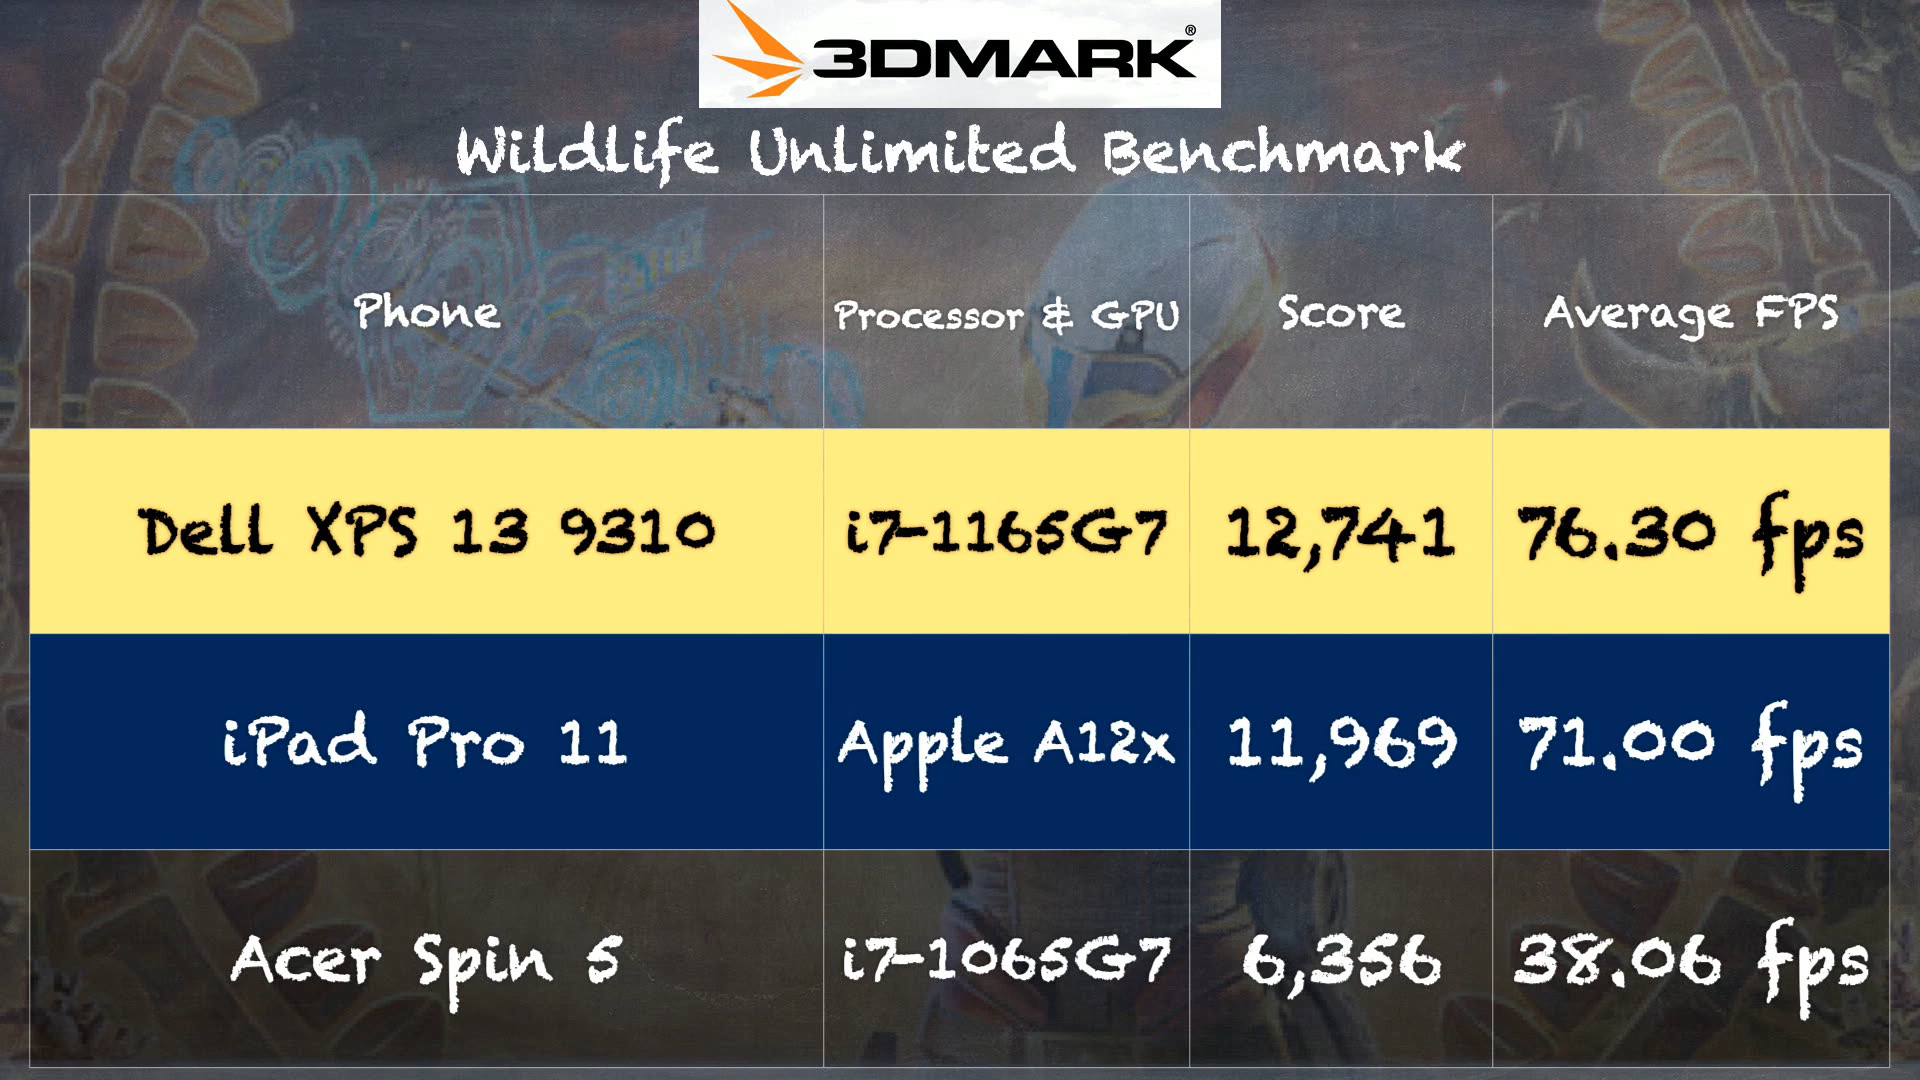 3DMARK®
Wildlife Unlimited Benchmark
Phone Processor & GPU Score Average FPS
Dell XPS 13 9310 i7-1165G7 12,741 76.30 fps
iPad Pro 11 Apple A12x 11,969 71.00 fps
Acer Spin 5 i7-1065G7 6,356 38.06 fps